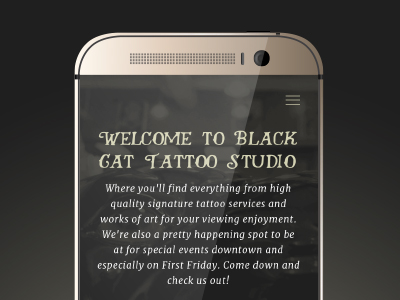 WELCOME TO BLACK
CAT TATTOO STUDIO
Where you'll find everything from high
quality signature tattoo services and
works of art for your viewing enjoyment.
We're also a pretty happening spot to be
at for special events downtown and
especially on First Friday. Come down and
check us out!